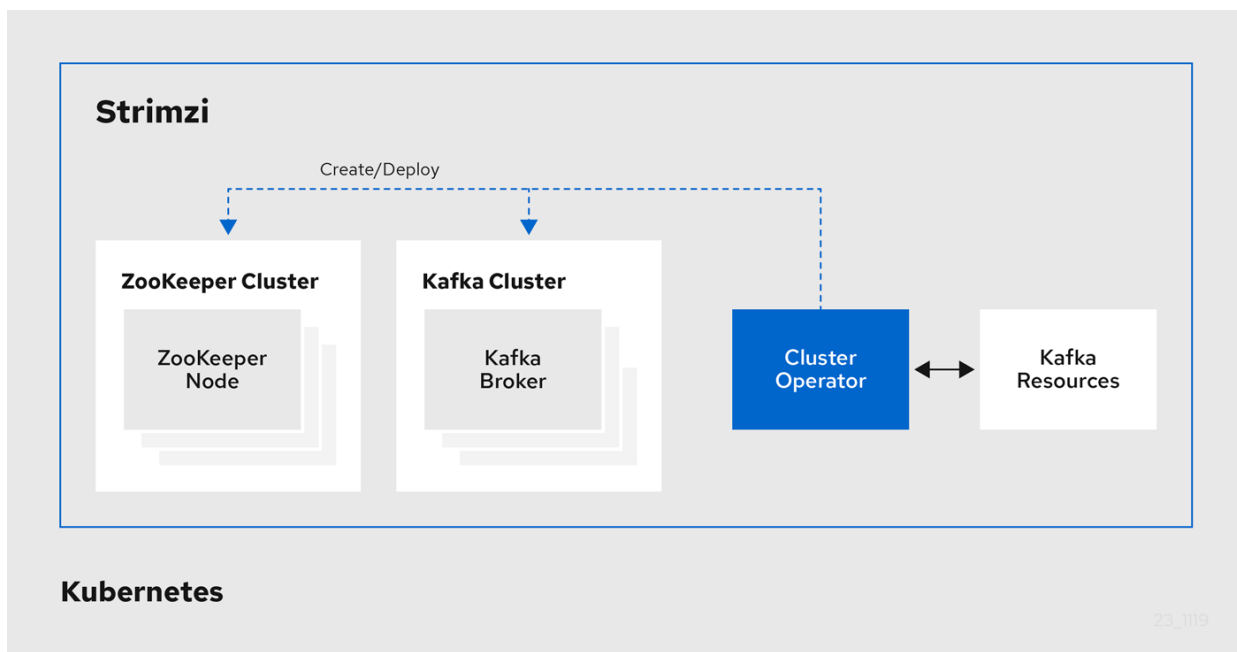 Strimzi
Create/Deploy
ZooKeeper Cluster
ZooKeeper
Node
Kafka Cluster
Kafka
Broker
Cluster
Operator
Kafka
Resources
Kubernetes
23_1119